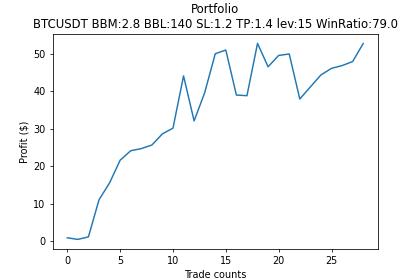 Portfolio
BTCUSDT BBM:2.8 BBL:140 SL:1.2 TP:1.4 lev:15 WinRatio:79.0
50
40
30
20
10
0
Profit ($)
0 5 10 15 20 25
Trade counts